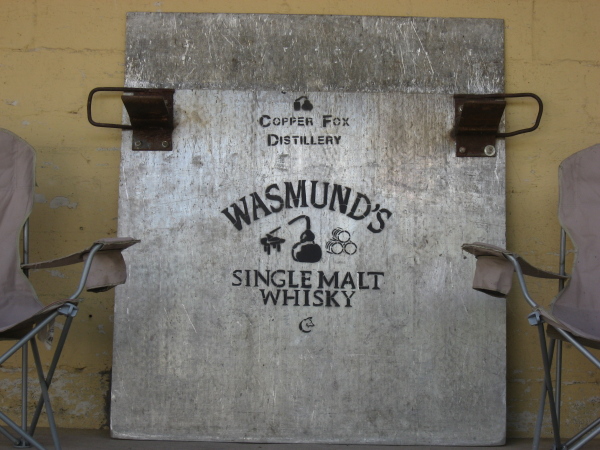 Copper Fox
Distillery
WASMUND'S
SINGLE MALT
WHISKY